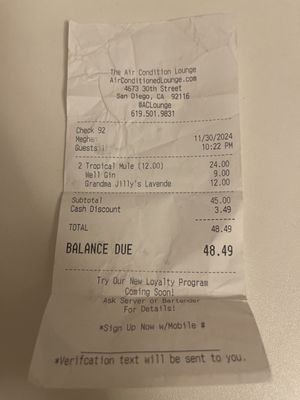 The Air Condition Lounge
AirConditionedLounge.com
4673 30th Street
San Diego, CA 92116
#ACLounge
619.501.9831
Check 92
Meghan 11/30/2024
Guests 10:22 PM
2 Tropical Mule (12.00) 24.00
Well Gin 9.00
Grandma Jilly's Lavende 12.00
Subtotal 45.00
Cash Discount 3.49
TOTAL 48.49
BALANCE DUE 48.49
Try Our New Loyalty Program
Coming Soon!
Ask Server or Bartender
For Details!
*Sign Up Now w/Mobile #
*Verifcation text will be sent to you.